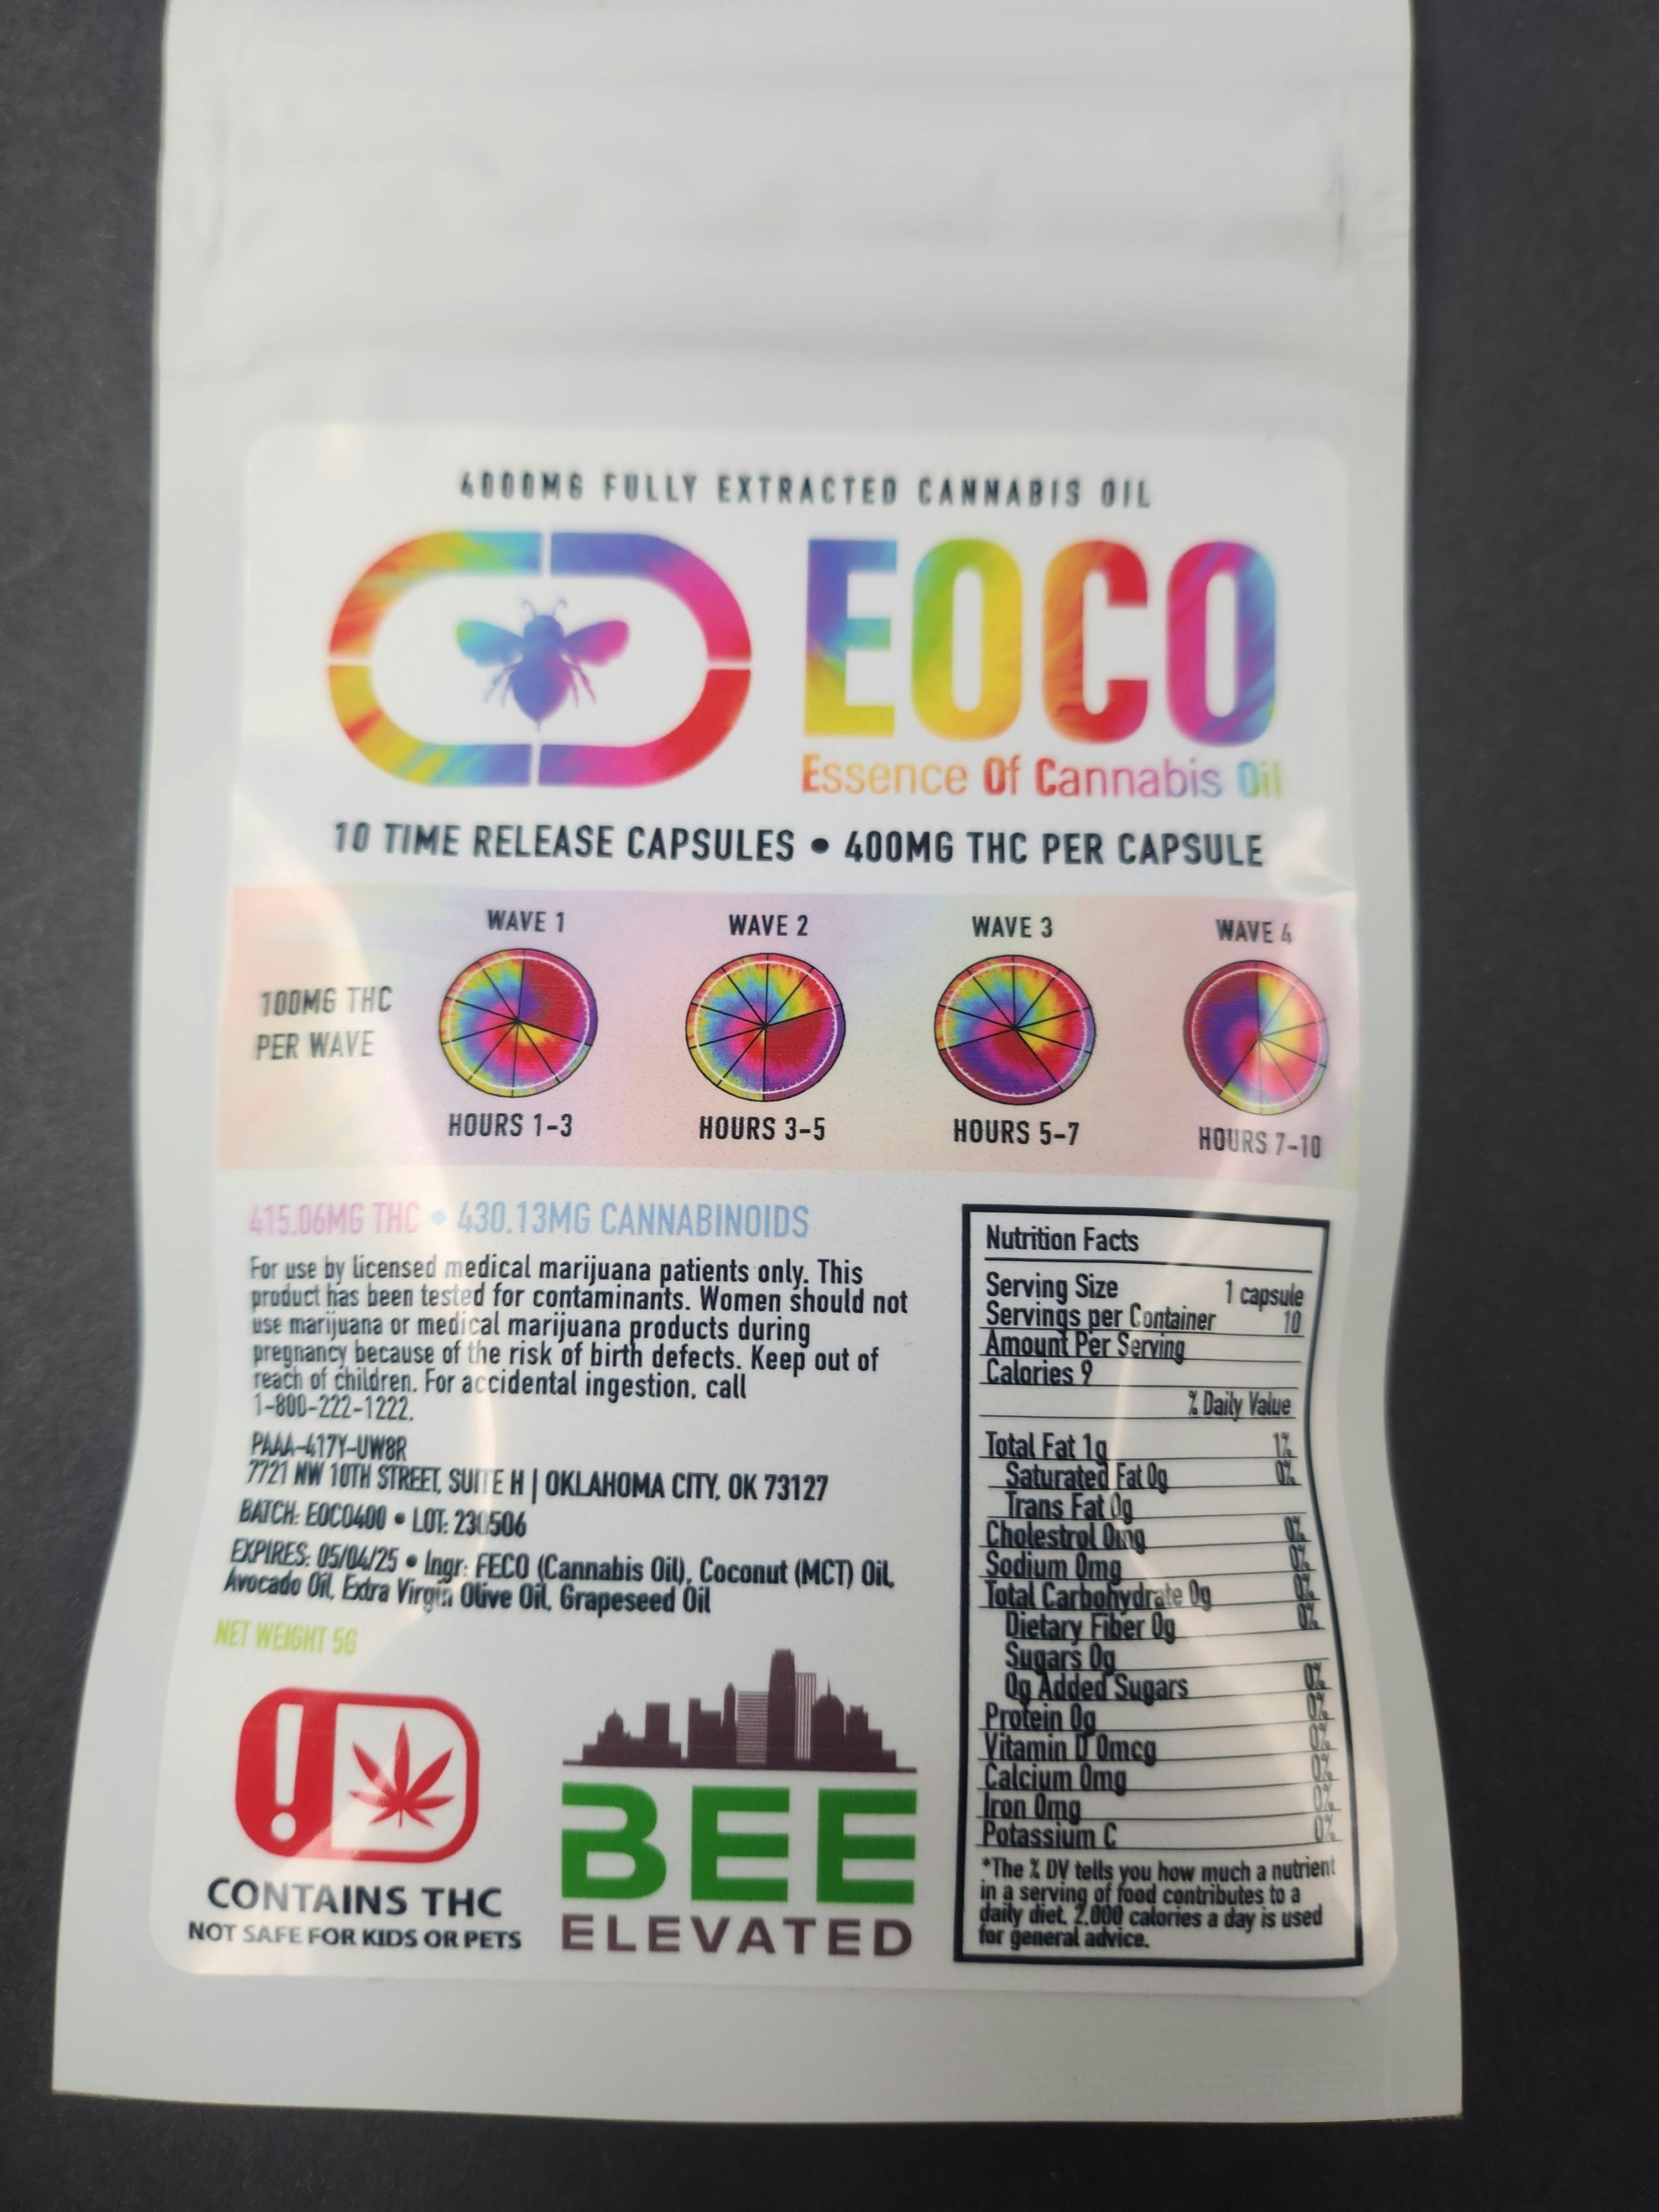 4000MG FULLY EXTRACTED CANNABIS OIL
EOCO
Essence Of Cannabis Oil
10 TIME RELEASE CAPSULES • 400MG THC PER CAPSULE
100MG THC
PER WAVE
WAVE 1
HOURS 1-3
WAVE 2
HOURS 3-5
WAVE 3
HOURS 5-7
WAVE 4
HOURS 7-10
415.06MG THC • 430.13MG CANNABINOIDS
For use by licensed medical marijuana patients only. This
product has been tested for contaminants. Women should not
use marijuana or medical marijuana products during
pregnancy because of the risk of birth defects. Keep out of
reach of children. For accidental ingestion, call
1-800-222-1222.
PAAA-417Y-UW8R
7721 NW 10TH STREET, SUITE H | OKLAHOMA CITY, OK 73127
BATCH: EOCO400 • LOT: 230506
EXPIRES: 05/04/25 • Ingr: FECO (Cannabis Oil), Coconut (MCT) Oil,
Avocado Oil, Extra Virgin Olive Oil, Grapeseed Oil
NET WEIGHT 5G
CONTAINS THC
NOT SAFE FOR KIDS OR PETS
BEE
ELEVATED
Nutrition Facts
Serving Size 1 capsule
Servings per Container 10
Amount Per Serving
Calories 9
% Daily Value
Total Fat 1g 1%
Saturated Fat 0g 0%
Trans Fat 0g
Cholestrol 0mg 0%
Sodium 0mg 0%
Total Carbohydrate 0g 0%
Dietary Fiber 0g 0%
Sugars 0g
0g Added Sugars 0%
Protein 0g 0%
Vitamin D 0mcg 0%
Calcium 0mg 0%
Iron 0mg 0%
Potassium C 0%
*The % DV tells you how much a nutrient
in a serving of food contributes to a
daily diet. 2,000 calories a day is used
for general advice.